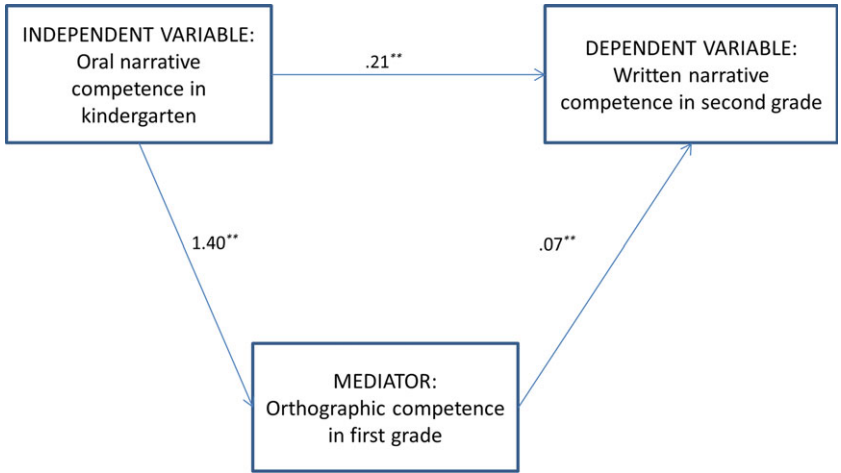 INDEPENDENT VARIABLE:
Oral narrative
competence in
kindergarten
.21**
DEPENDENT VARIABLE:
Written narrative
competence in second grade
1.40**
.07**
MEDIATOR:
Orthographic competence
in first grade